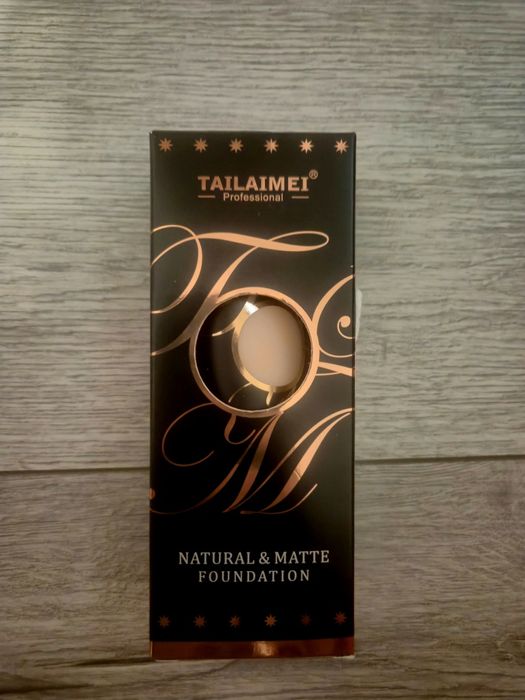 TAILAIMEI®
Professional
NATURAL & MATTE
FOUNDATION